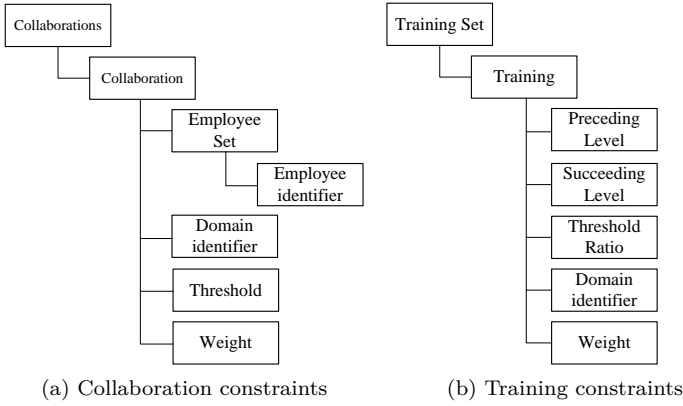 Collaborations
Collaboration
Employee
Set
Employee
identifier
Domain
identifier
Threshold
Weight
(a) Collaboration constraints
Training Set
Training
Preceding
Level
Succeeding
Level
Threshold
Ratio
Domain
identifier
Weight
(b) Training constraints